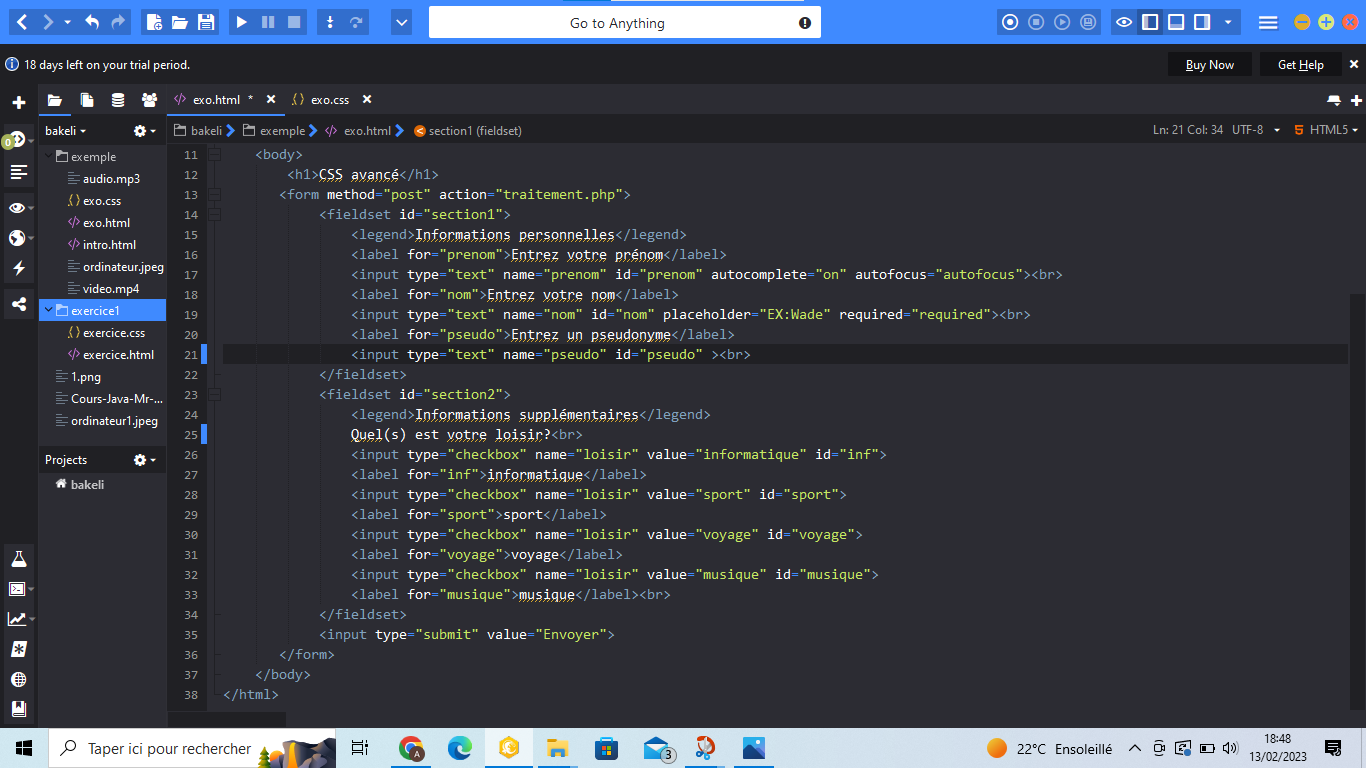 Go to Anything
18 days left on your trial period.
Buy Now
Get Help
exo.html *
exo.css
bakeli
bakeli
exemple
exo.html
section1 (fieldset)
Ln: 21 Col: 34
UTF-8
HTML5
0
exemple
audio.mp3
exo.css
exo.html
intro.html
ordinateur.jpeg
video.mp4
exercice1
exercice.css
exercice.html
1.png
Cours-Java-Mr-...
ordinateur1.jpeg
Projects
bakeli
11 <body>
12 <h1>CSS avancé</h1>
13 <form method="post" action="traitement.php">
14 <fieldset id="section1">
15 <legend>Informations personnelles</legend>
16 <label for="prenom">Entrez votre prénom</label>
17 <input type="text" name="prenom" id="prenom" autocomplete="on" autofocus="autofocus"><br>
18 <label for="nom">Entrez votre nom</label>
19 <input type="text" name="nom" id="nom" placeholder="EX:Wade" required="required"><br>
20 <label for="pseudo">Entrez un pseudonyme</label>
21 <input type="text" name="pseudo" id="pseudo" ><br>
22 </fieldset>
23 <fieldset id="section2">
24 <legend>Informations supplémentaires</legend>
25 Quel(s) est votre loisir?<br>
26 <input type="checkbox" name="loisir" value="informatique" id="inf">
27 <label for="inf">informatique</label>
28 <input type="checkbox" name="loisir" value="sport" id="sport">
29 <label for="sport">sport</label>
30 <input type="checkbox" name="loisir" value="voyage" id="voyage">
31 <label for="voyage">voyage</label>
32 <input type="checkbox" name="loisir" value="musique" id="musique">
33 <label for="musique">musique</label><br>
34 </fieldset>
35 <input type="submit" value="Envoyer">
36 </form>
37 </body>
38 </html>
Taper ici pour rechercher
A
3
22°C Ensoleillé
18:48
13/02/2023